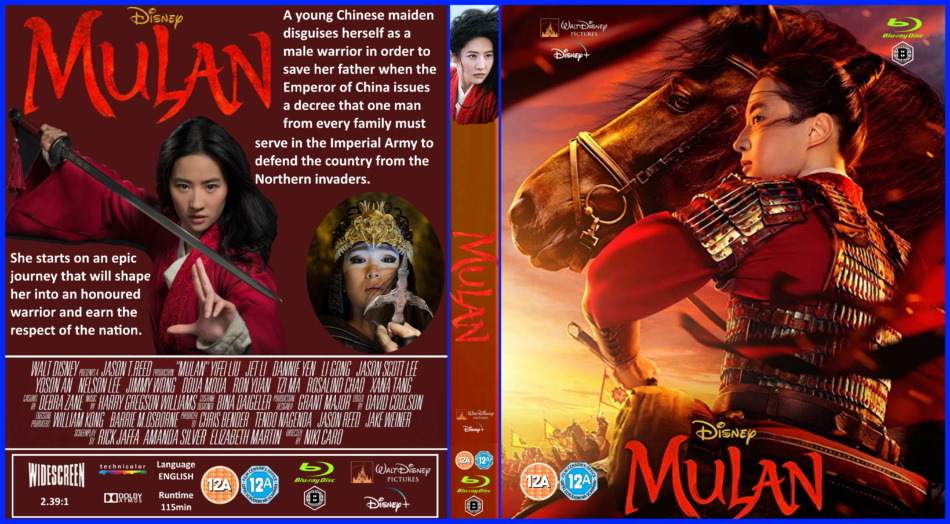 Disney
MULAN
A young Chinese maiden
disguises herself as a
male warrior in order to
save her father when the
Emperor of China issues
a decree that one man
from every family must
serve in the Imperial Army to
defend the country from the
Northern invaders.
She starts on an epic
journey that will shape
her into an honoured
warrior and earn the
respect of the nation.
WALT DISNEY PRESENTS A JASON T.REED PRODUCTION "MULAN" YIFEI LIU JET LI DANNIE YEN LI GONG JASON SCOTT LEE
YOSON AN NELSON LEE JIMMY WONG DOUA MOUA RON YUAN TZI MA ROSALIND CHAO XANA TANG
CASTING BY DEBRA ZANE MUSIC BY HARRY GREGSON-WILLIAMS COSTUME DESIGNER BINA DAIGELER PRODUCTION DESIGNER GRANT MAJOR EDITED BY DAVID COULSON
EXECUTIVE PRODUCERS WILLIAM KONG BARRIE M.OSBORNE PRODUCED BY CHRIS BENDER TENDO NAGENDA JASON REED JAKE WEINER
SCREENPLAY BY RICK JAFFA AMANDA SILVER ELIZABETH MARTIN DIRECTED BY NIKI CARO
WIDESCREEN
2.39:1
technicolor
DOLBY
Language
ENGLISH
Runtime
115min
12A
12A
Blu-ray Disc
B
WALT DISNEY
PICTURES
Disney+
MULAN
WALT DISNEY
PICTURES
Disney+
12A
12A
Blu-ray Disc
B
WALT DISNEY
PICTURES
Disney+
Blu-ray Disc
B
12A
12A
Disney
MULAN